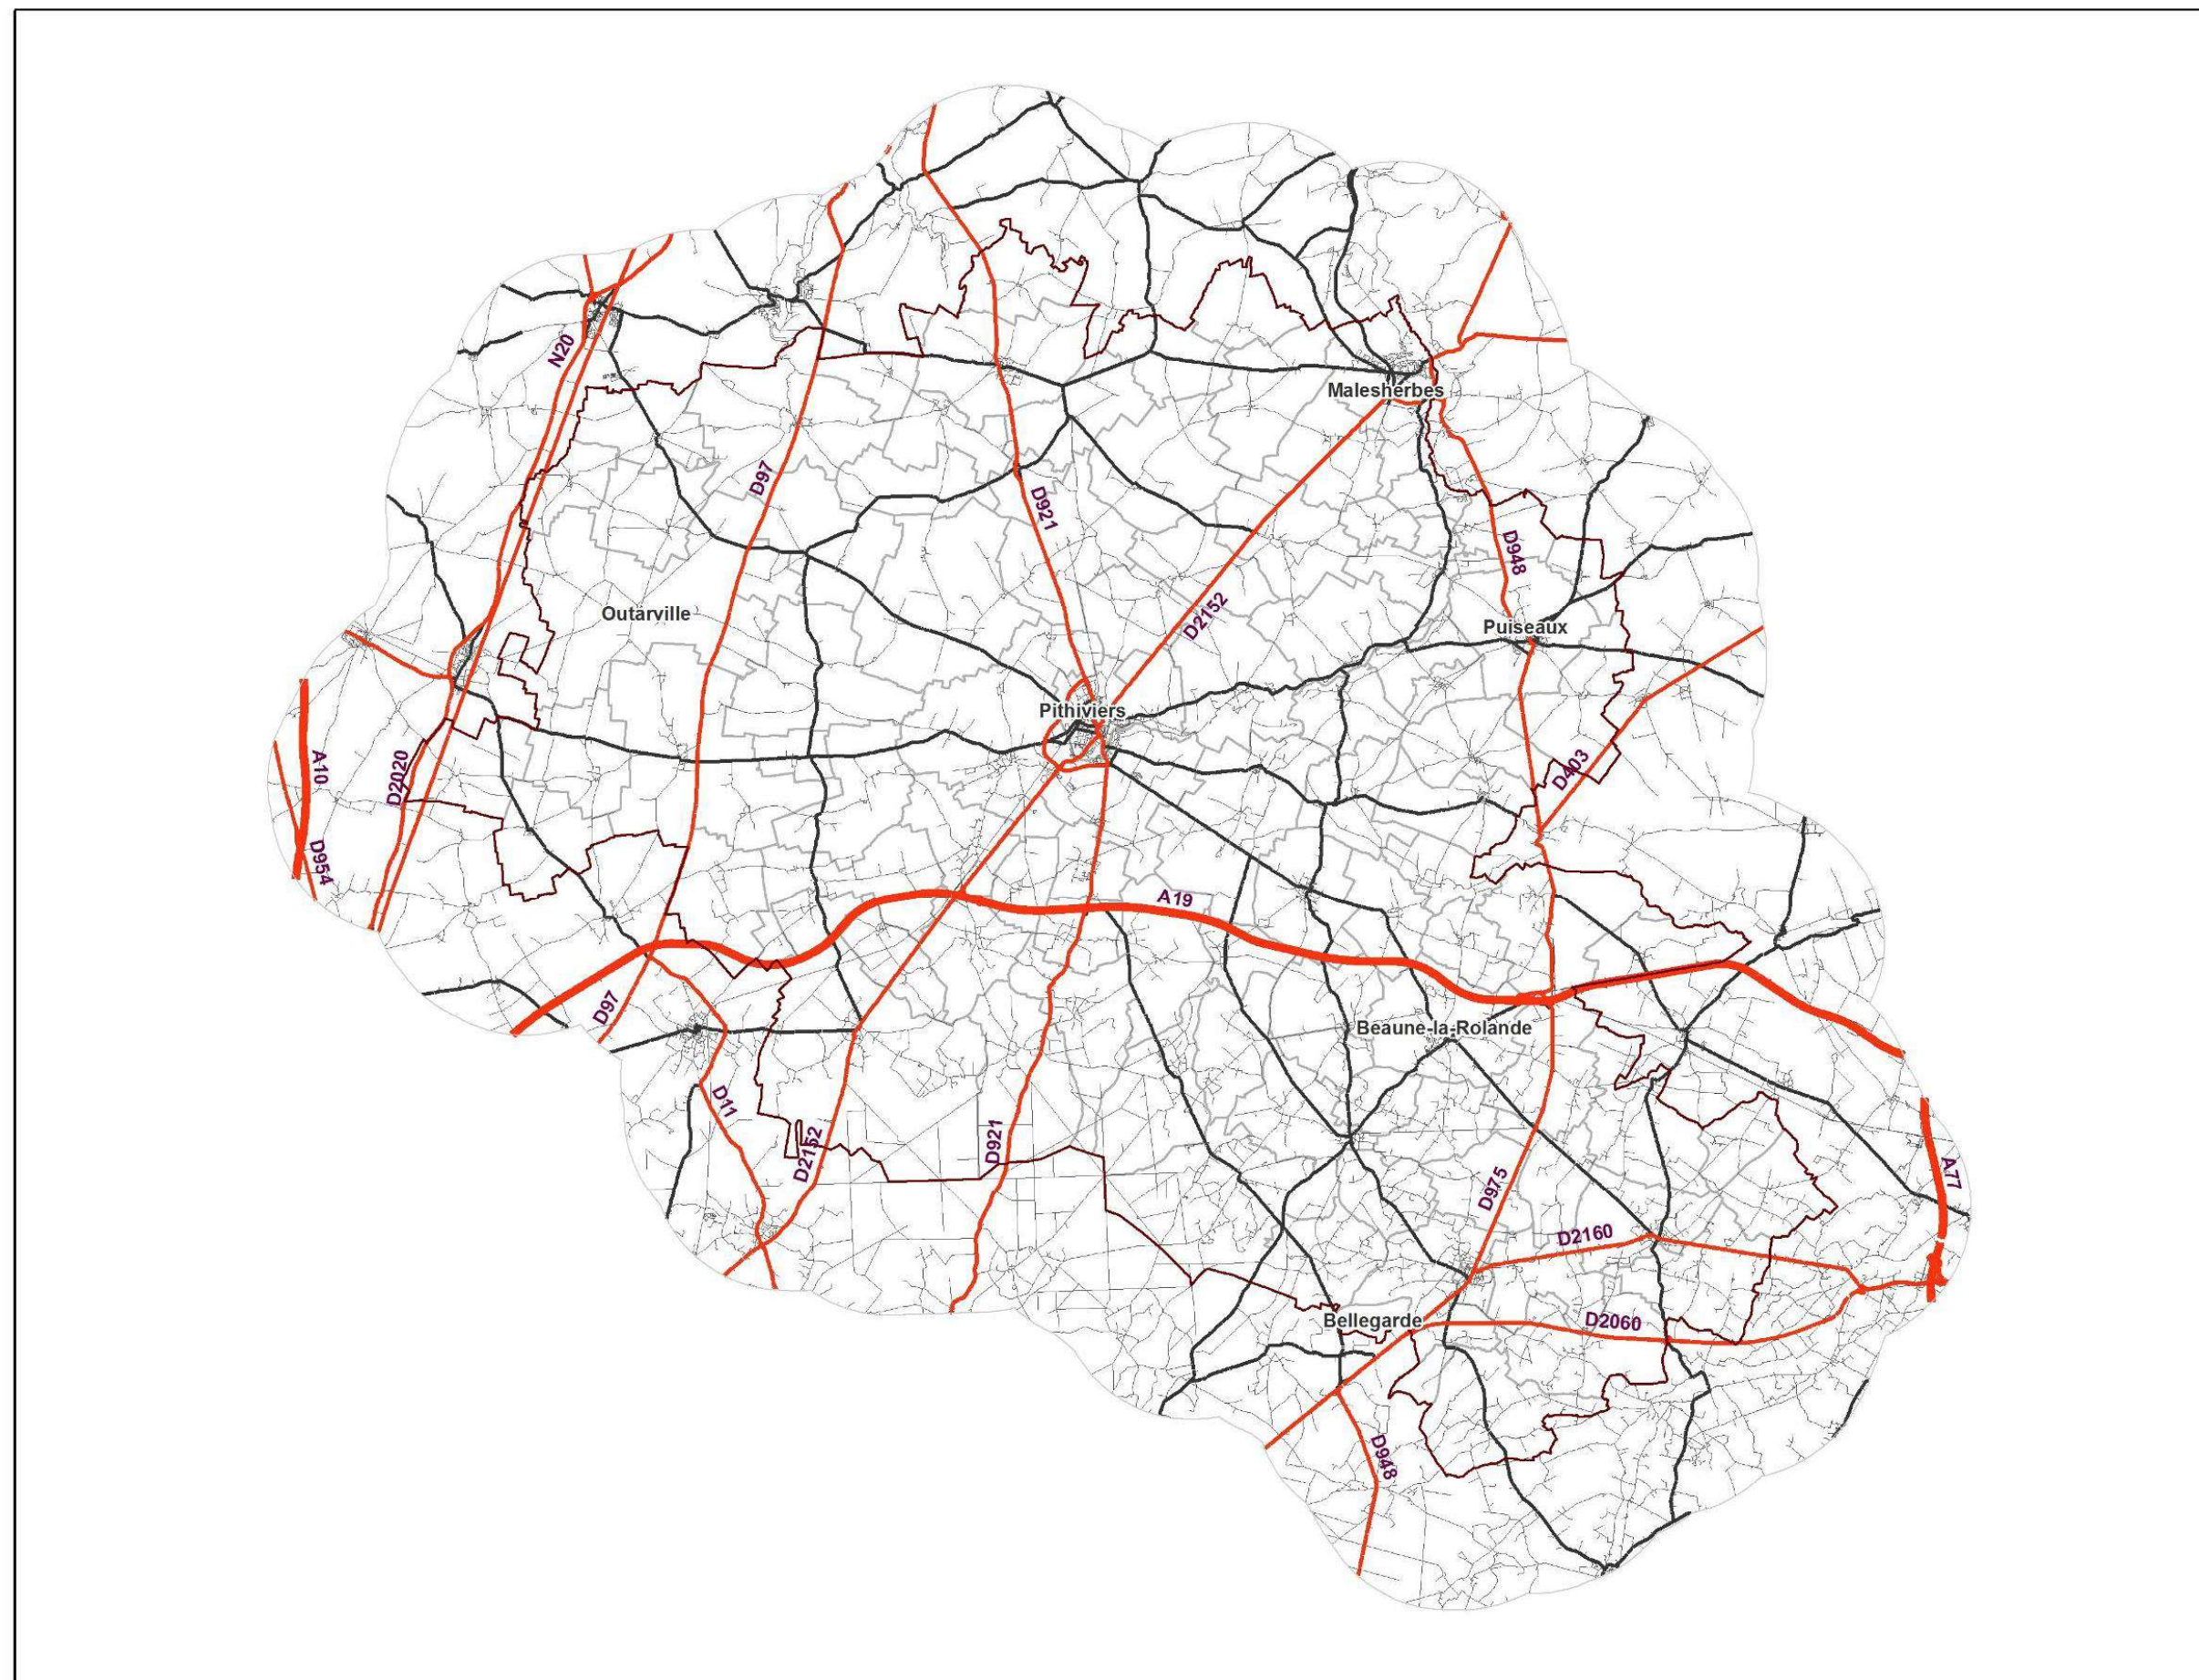 N20
Malesherbes
D97
D921
D948
Outarville
D2152
Puiseaux
Pithiviers
A10
D2020
D403
D954
A19
D97
Beaune-la-Rolande
D11
D2152
D921
A77
D975
D2160
Bellegarde
D2060
D948